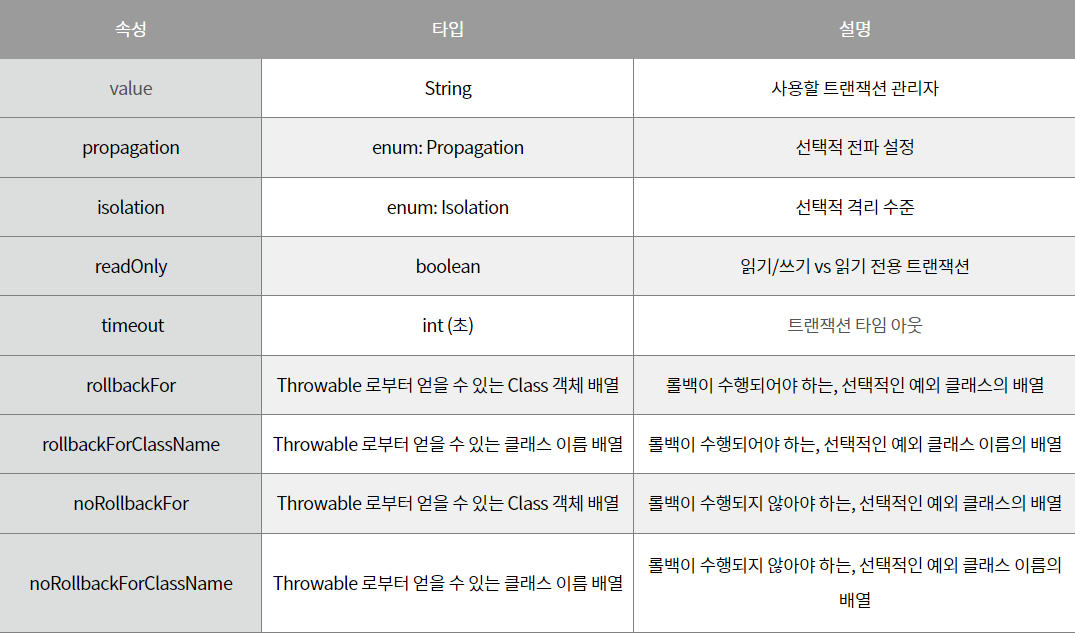 속성 타입 설명
value String 사용할 트랜잭션 관리자
propagation enum: Propagation 선택적 전파 설정
isolation enum: Isolation 선택적 격리 수준
readOnly boolean 읽기/쓰기 vs 읽기 전용 트랜잭션
timeout int (초) 트랜잭션 타임 아웃
rollbackFor Throwable 로부터 얻을 수 있는 Class 객체 배열 롤백이 수행되어야 하는, 선택적인 예외 클래스의 배열
rollbackForClassName Throwable 로부터 얻을 수 있는 클래스 이름 배열 롤백이 수행되어야 하는, 선택적인 예외 클래스 이름의 배열
noRollbackFor Throwable 로부터 얻을 수 있는 Class 객체 배열 롤백이 수행되지 않아야 하는, 선택적인 예외 클래스의 배열
noRollbackForClassName Throwable 로부터 얻을 수 있는 클래스 이름 배열 롤백이 수행되지 않아야 하는, 선택적인 예외 클래스 이름의
배열